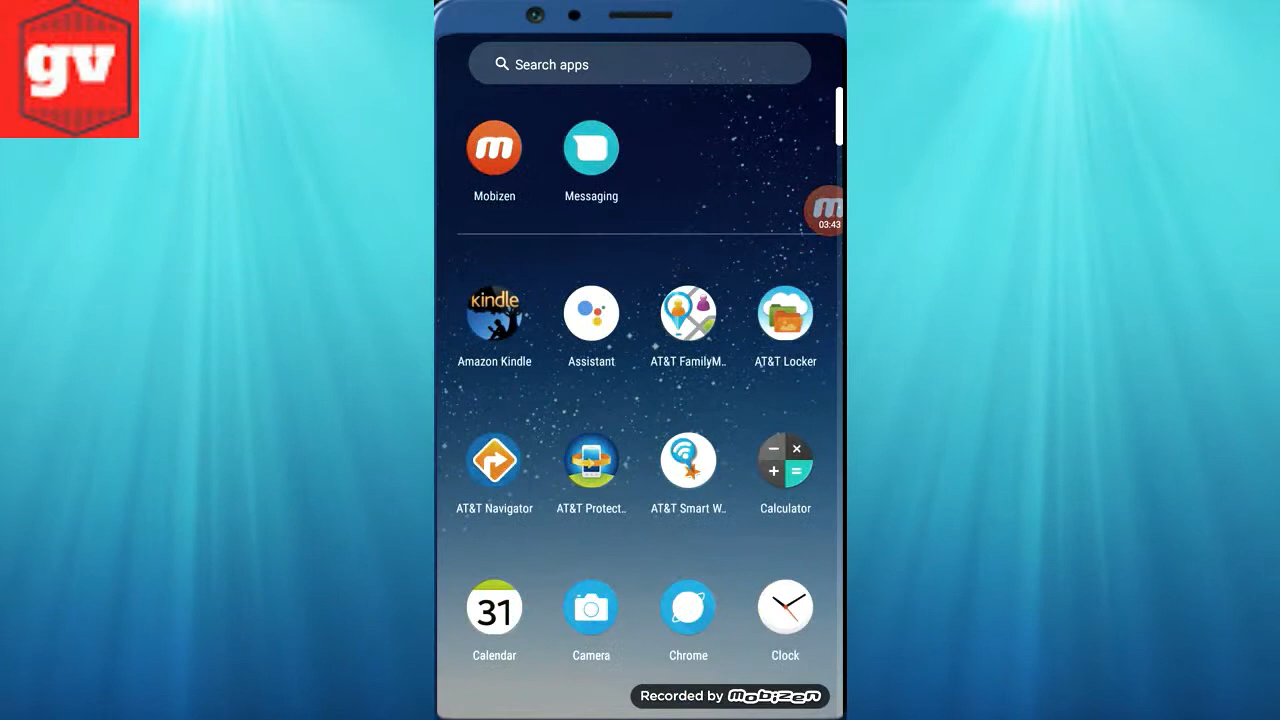 gv
Search apps
m
Mobizen
Messaging
m
03:43
kindle
Amazon Kindle
Assistant
AT&T FamilyM..
AT&T Locker
AT&T Navigator
AT&T Protect..
AT&T Smart W..
Calculator
31
Calendar
Camera
Chrome
Clock
Recorded by mobizen